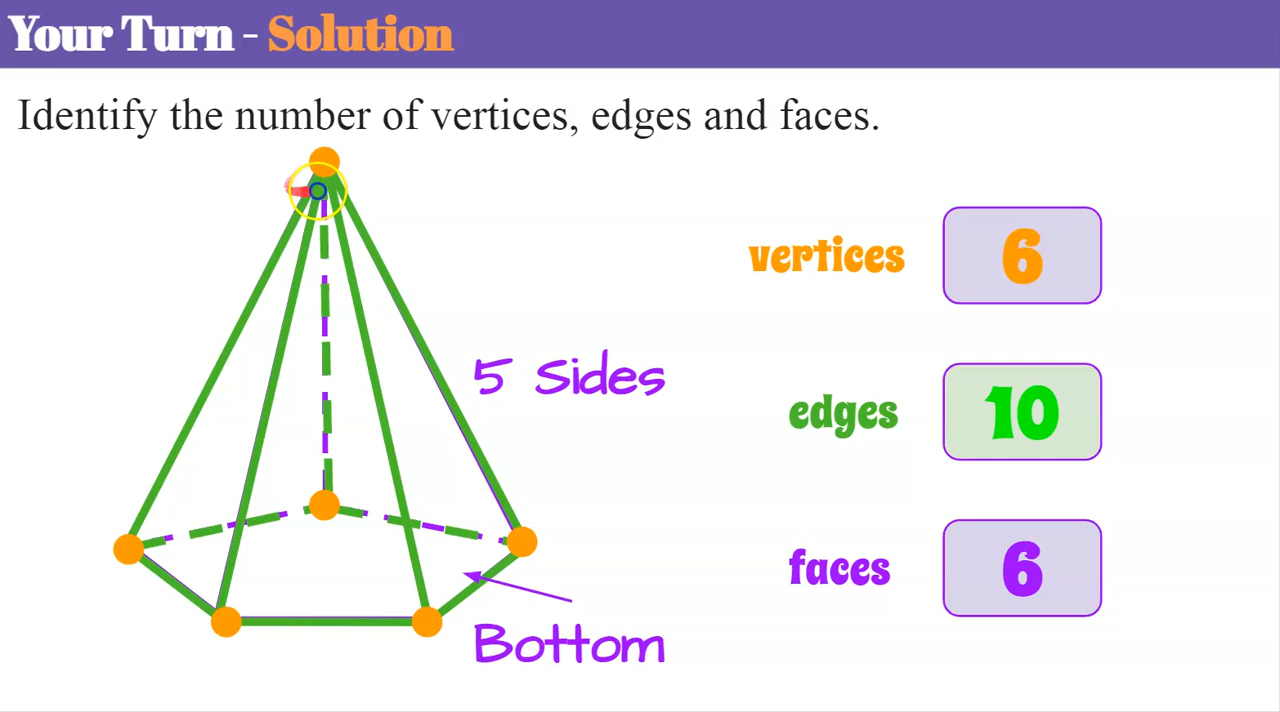 Your Turn - Solution
Identify the number of vertices, edges and faces.
vertices 6
5 Sides
edges 10
faces 6
Bottom